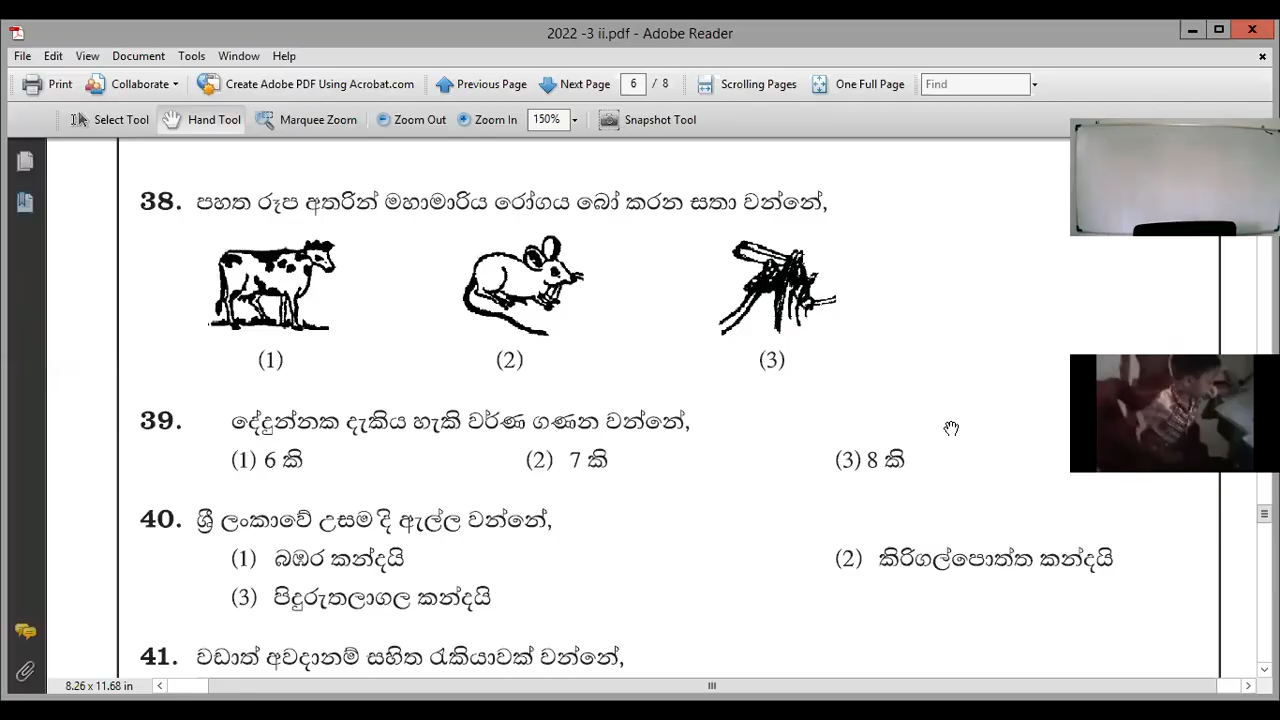 2022 -3 ii.pdf - Adobe Reader
File Edit View Document Tools Window Help
Print Collaborate Create Adobe PDF Using Acrobat.com Previous Page Next Page 6 / 8 Scrolling Pages One Full Page Find
Select Tool Hand Tool Marquee Zoom Zoom Out Zoom In 150% Snapshot Tool
38. පහත රූප අතරින් මහාමාරිය රෝගය බෝ කරන සතා වන්නේ,
(1) (2) (3)
39. දේදුන්නක දැකිය හැකි වර්ණ ගණන වන්නේ,
(1) 6 කි (2) 7 කි (3) 8 කි
40. ශ්‍රී ලංකාවේ උසම දි ඇල්ල වන්නේ,
(1) බඹර කන්දයි (2) කිරිගල්පොත්ත කන්දයි
(3) පිදුරුතලාගල කන්දයි
41. වඩාත් අවදානම් සහිත රැකියාවක් වන්නේ,
8.26 x 11.68 in